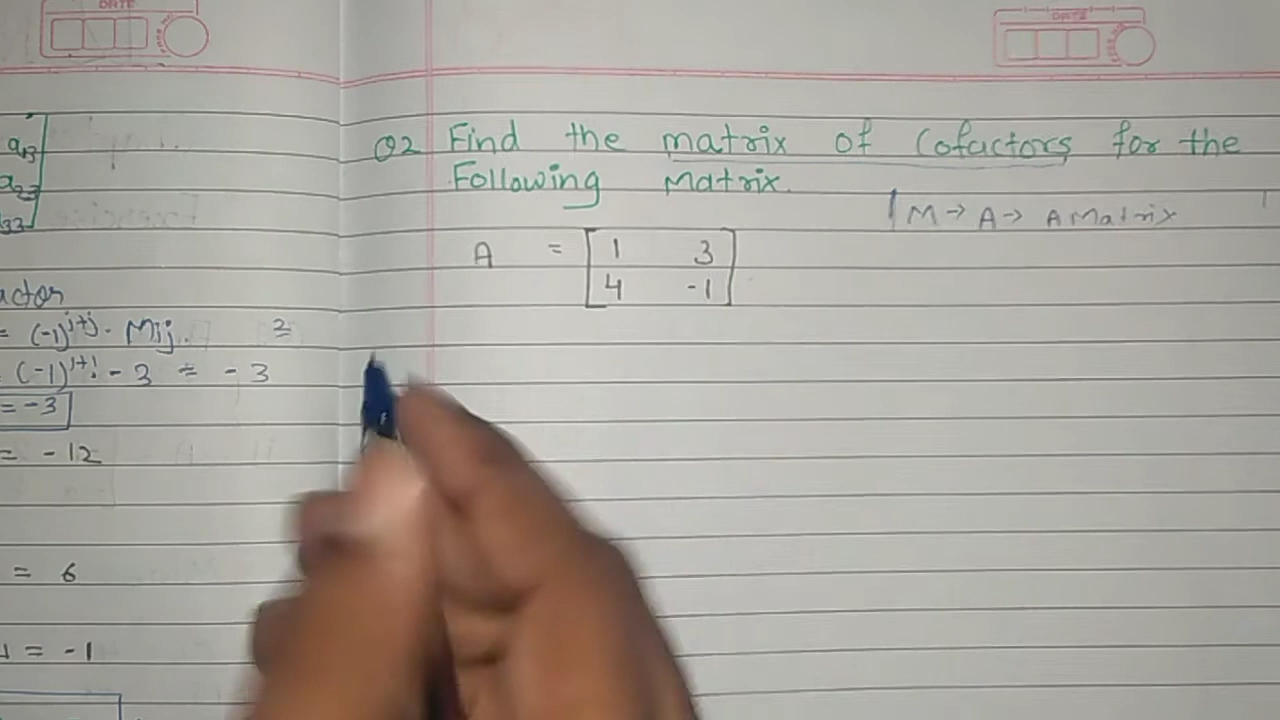 DATE
DATE
a13
a23
33
actor
= (-1)^i+j . Mij.
= (-1)^1+1 . -3 = -3
= -3
= -12
= 6
= -1
Q2 Find the matrix of Cofactors for the
Following Matrix.
| M → A → A Matrix
A = [ 1 3
4 -1 ]